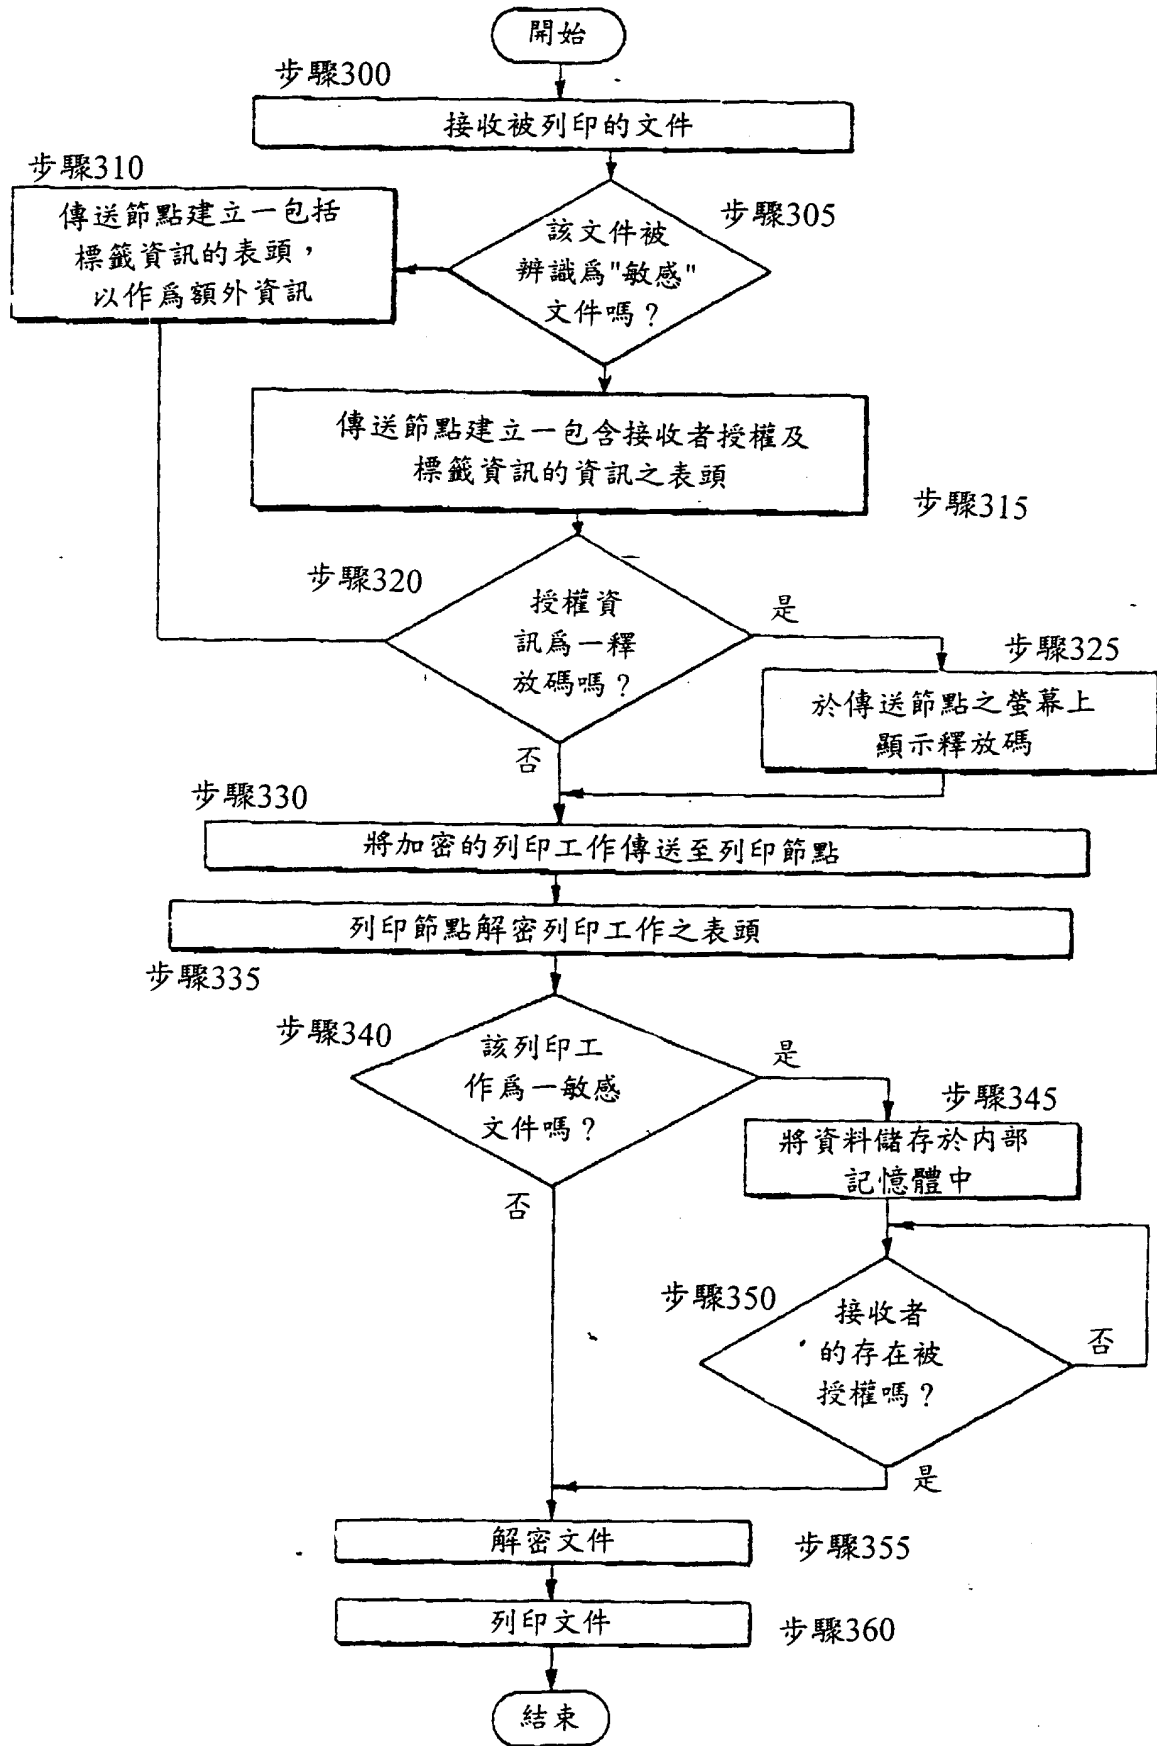 開始
步驟300
接收被列印的文件
步驟310
傳送節點建立一包括
標籤資訊的表頭，
以作爲額外資訊
步驟305
該文件被
辨識爲"敏感"
文件嗎？
傳送節點建立一包含接收者授權及
標籤資訊的資訊之表頭
步驟315
步驟320
授權資
訊爲一釋
放碼嗎？
是
步驟325
於傳送節點之螢幕上
顯示釋放碼
否
步驟330
將加密的列印工作傳送至列印節點
列印節點解密列印工作之表頭
步驟335
步驟340
該列印工
作爲一敏感
文件嗎？
是
步驟345
將資料儲存於內部
記憶體中
否
步驟350
接收者
的存在被
授權嗎？
否
是
解密文件
步驟355
列印文件
步驟360
結束